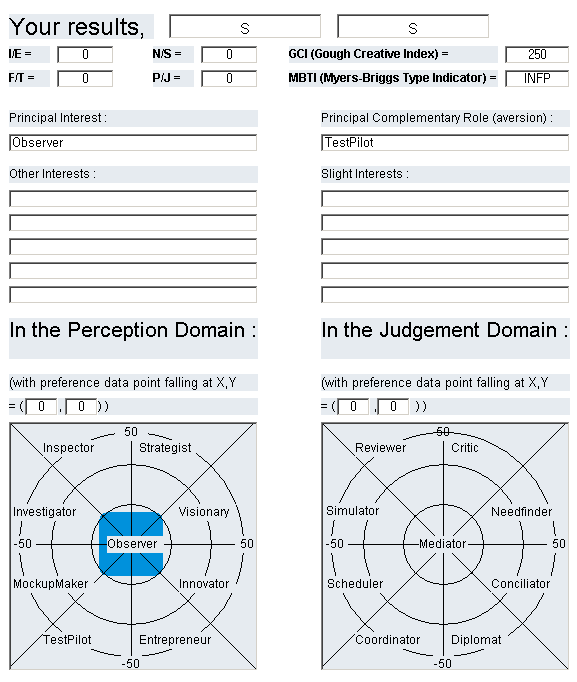 Your results, S S
I/E = 0 N/S = 0 GCI (Gough Creative Index) = 250
F/T = 0 P/J = 0 MBTI (Myers-Briggs Type Indicator) = INFP
Principal Interest :
Observer
Principal Complementary Role (aversion) :
TestPilot
Other Interests :
Slight Interests :
In the Perception Domain :
(with preference data point falling at X,Y
= ( 0 , 0 ) )
50
Inspector Strategist
Investigator Visionary
-50 Observer 50
MockupMaker Innovator
TestPilot Entrepreneur
-50
In the Judgement Domain :
(with preference data point falling at X,Y
= ( 0 , 0 ) )
50
Reviewer Critic
Simulator Needfinder
-50 Mediator 50
Scheduler Conciliator
Coordinator Diplomat
-50